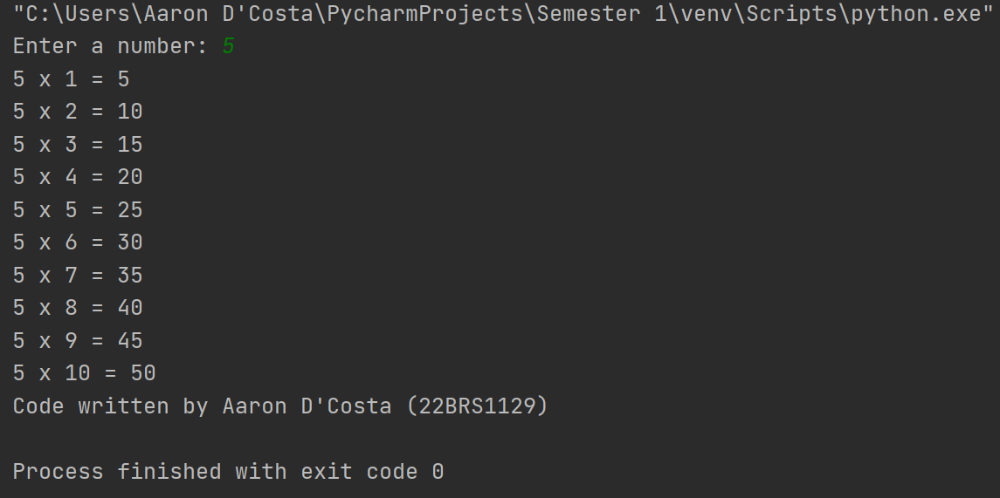 "C:\Users\Aaron D'Costa\PycharmProjects\Semester 1\venv\Scripts\python.exe"
Enter a number: 5
5 x 1 = 5
5 x 2 = 10
5 x 3 = 15
5 x 4 = 20
5 x 5 = 25
5 x 6 = 30
5 x 7 = 35
5 x 8 = 40
5 x 9 = 45
5 x 10 = 50
Code written by Aaron D'Costa (22BRS1129)
Process finished with exit code 0